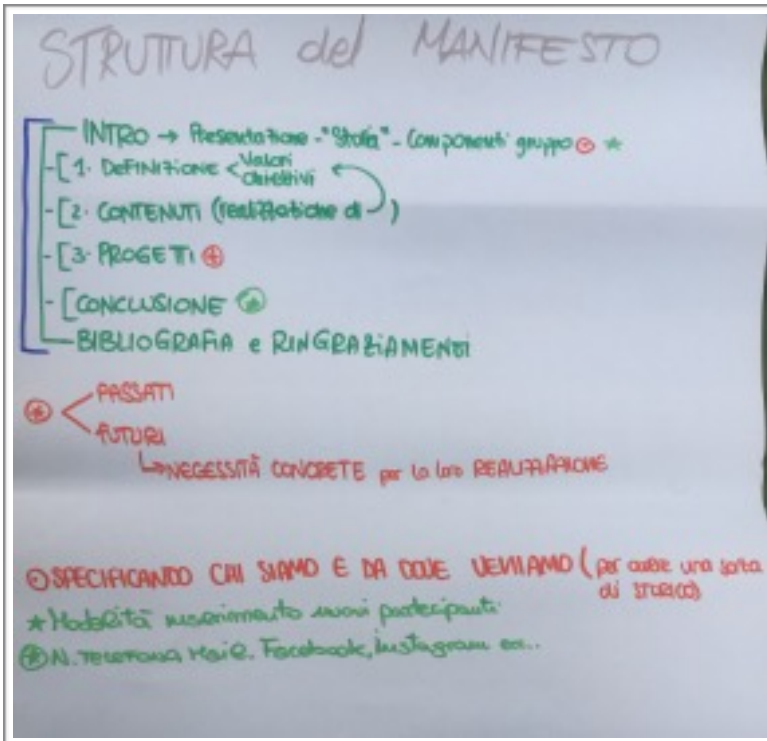 STRUTTURA del MANIFESTO
INTRO → Presentazione - "Storia" - Componenti gruppo ⊙ ★
- [1. DEFINIZIONE < Valori
obiettivi
- [2. CONTENUTI (realizzazione di )
- [3. PROGETTI ⊛
- [CONCLUSIONE ⊛
BIBLIOGRAFIA e RINGRAZIAMENTI
⊛ < PASSATI
FUTURI
↳ NECESSITÀ CONCRETE per la loro REALIZZAZIONE
⊙ SPECIFICANDO CHI SIAMO E DA DOVE VENIAMO (per avere una sorta
di STORICO)
★ Modalità inserimento nuovi partecipanti
⊛ N. TELEFONO Mail, Facebook, Instagram ecc..